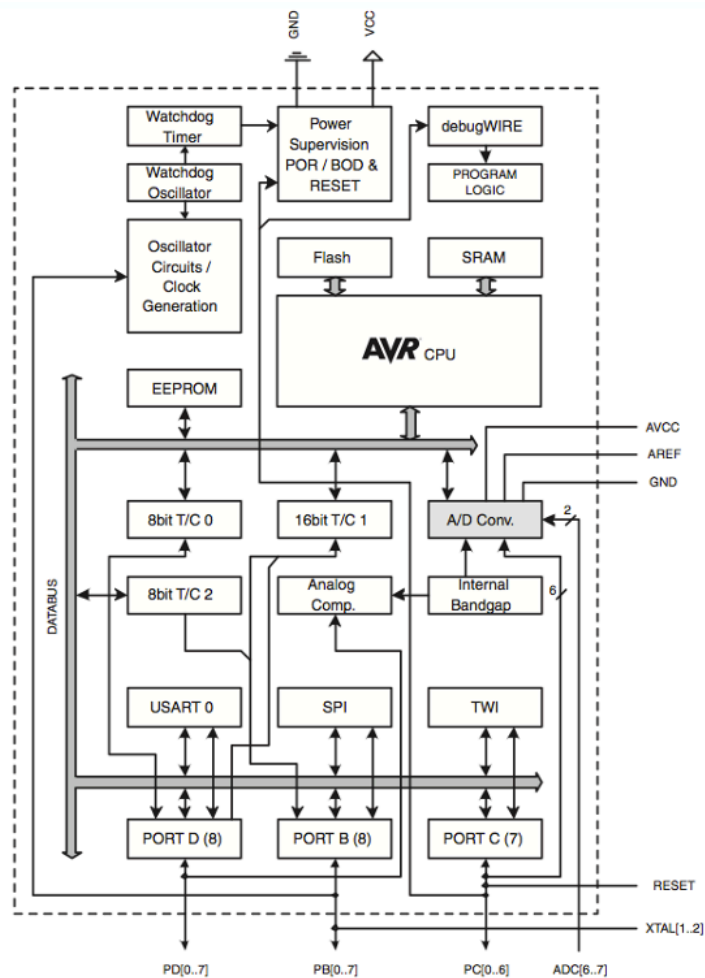 GND
VCC
Watchdog
Timer
Power
Supervision
POR / BOD &
RESET
debugWIRE
Watchdog
Oscillator
PROGRAM
LOGIC
Oscillator
Circuits /
Clock
Generation
Flash
SRAM
AVR CPU
EEPROM
AVCC
AREF
GND
8bit T/C 0
16bit T/C 1
A/D Conv.
2
8bit T/C 2
Analog
Comp.
Internal
Bandgap
6
DATABUS
USART 0
SPI
TWI
PORT D (8)
PORT B (8)
PORT C (7)
RESET
XTAL[1..2]
PD[0..7]
PB[0..7]
PC[0..6]
ADC[6..7]